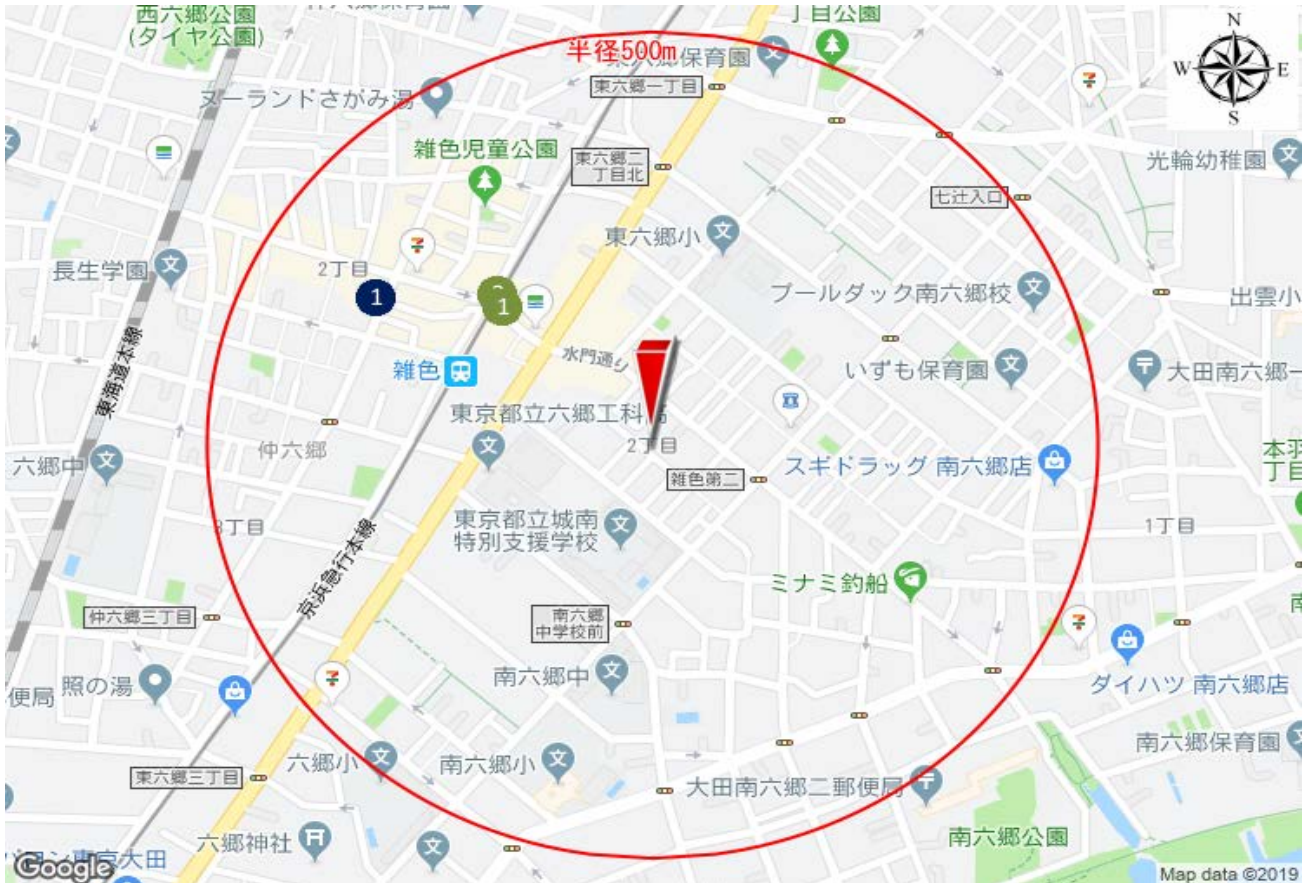 西六郷公園
(タイヤ公園)
丁目公園
半径500m
保育園
東六郷一丁目
ヌーランドさがみ湯
N
W
E
S
雑色児童公園
東六郷二
丁目北
光輪幼稚園
七辻入口
東六郷小
長生学園
2丁目
1
1
プールダック南六郷校
出雲小
水門通り
東海道本線
雑色
いずも保育園
大田南六郷一
東京都立六郷工科
仲六郷
2丁目
六郷中
雑色第二
スギドラッグ 南六郷店
本羽
丁目
東京都立城南
特別支援学校
1丁目
3丁目
京浜急行本線
ミナミ釣船
仲六郷三丁目
南六郷
中学校前
南六郷中
便局
照の湯
ダイハツ 南六郷店
南六郷保育園
東六郷三丁目
六郷小
南六郷小
大田南六郷二郵便局
六郷神社
南六郷公園
東京大田
Google
Map data ©2019